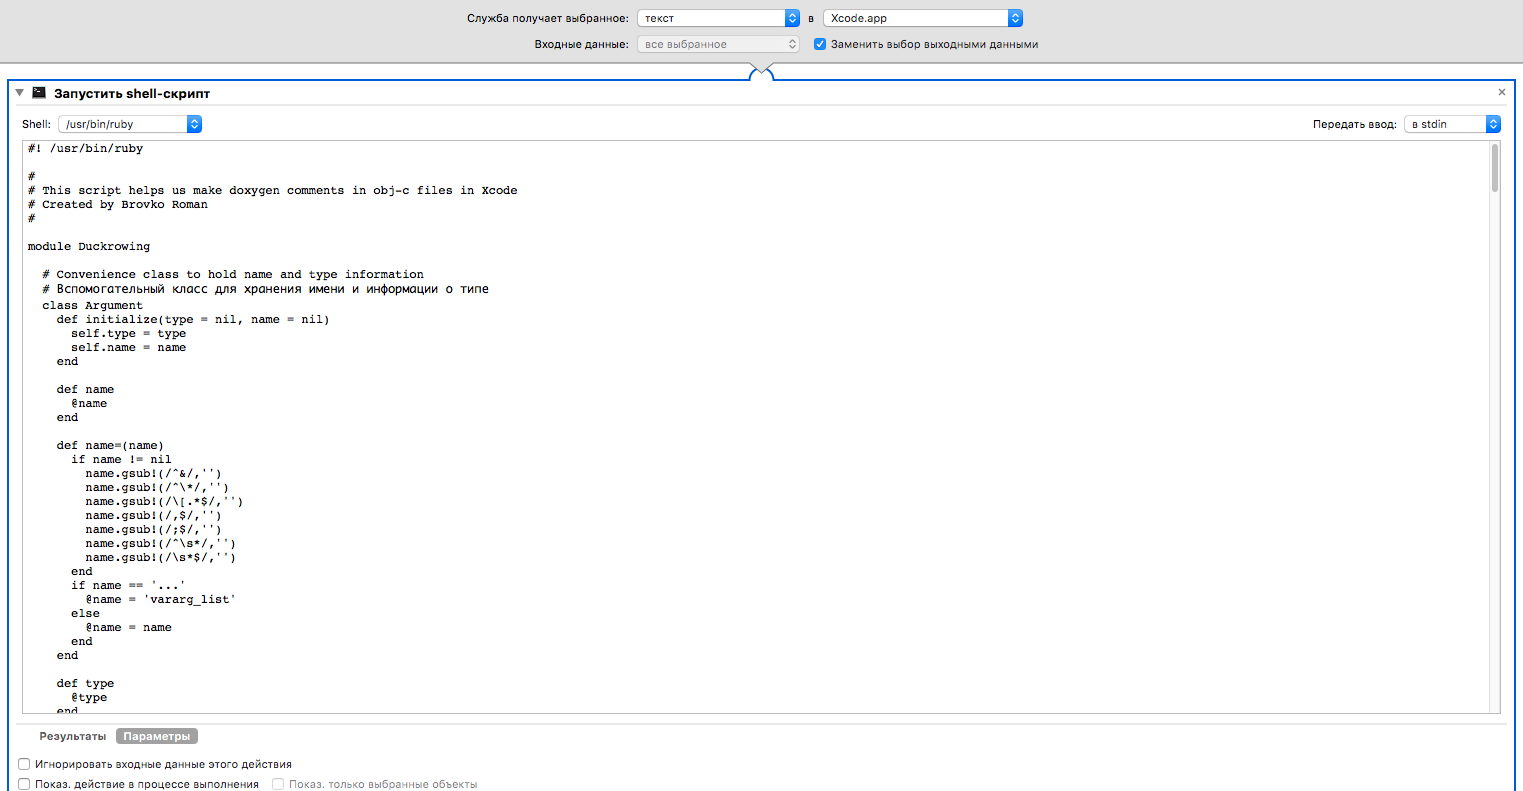 Служба получает выбранное: текст в Xcode.app
Входные данные: все выбранное Заменить выбор выходными данными
Запустить shell-скрипт
Shell: /usr/bin/ruby Передать ввод: в stdin
#! /usr/bin/ruby
#
# This script helps us make doxygen comments in obj-c files in Xcode
# Created by Brovko Roman
#
module Duckrowing
# Convenience class to hold name and type information
# Вспомогательный класс для хранения имени и информации о типе
class Argument
def initialize(type = nil, name = nil)
self.type = type
self.name = name
end
def name
@name
end
def name=(name)
if name != nil
name.gsub!(/^&/,'')
name.gsub!(/^\*/,'')
name.gsub!(/\[.*$/,'')
name.gsub!(/,$/,'')
name.gsub!(/;$/,'')
name.gsub!(/^\s*/,'')
name.gsub!(/\s*$/,'')
end
if name == '...'
@name = 'vararg_list'
else
@name = name
end
end
def type
@type
end
Результаты Параметры
Игнорировать входные данные этого действия
Показ. действие в процессе выполнения Показ. только выбранные объекты